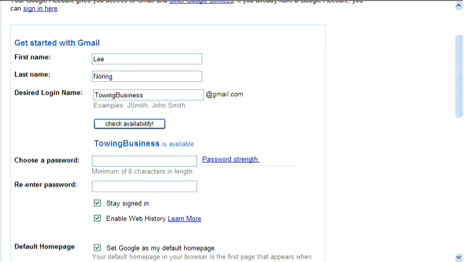 Your Google Account gives you access to Gmail and other Google services. If you already have a Google Account, you
can sign in here.
Get started with Gmail
First name:
Lee
Last name:
Noring
Desired Login Name:
TowingBusiness
@gmail.com
Examples: JSmith, John.Smith
check availability!
TowingBusiness is available
Choose a password:
Password strength:
Minimum of 8 characters in length.
Re-enter password:
Stay signed in
Enable Web History Learn More
Default Homepage
Set Google as my default homepage.
Your default homepage in your browser is the first page that appears when